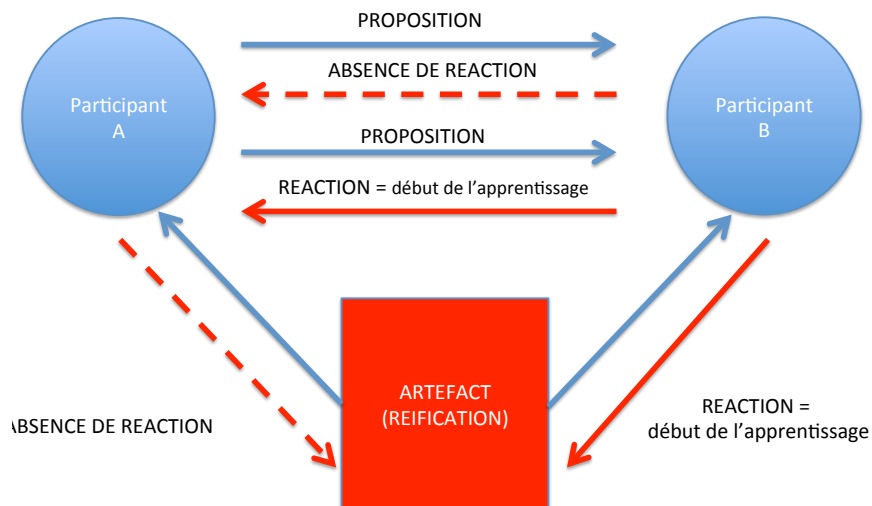 PROPOSITION
ABSENCE DE REACTION
Participant
A
Participant
B
PROPOSITION
REACTION = début de l’apprentissage
ARTEFACT
(REIFICATION)
ABSENCE DE REACTION
REACTION =
début de l’apprentissage